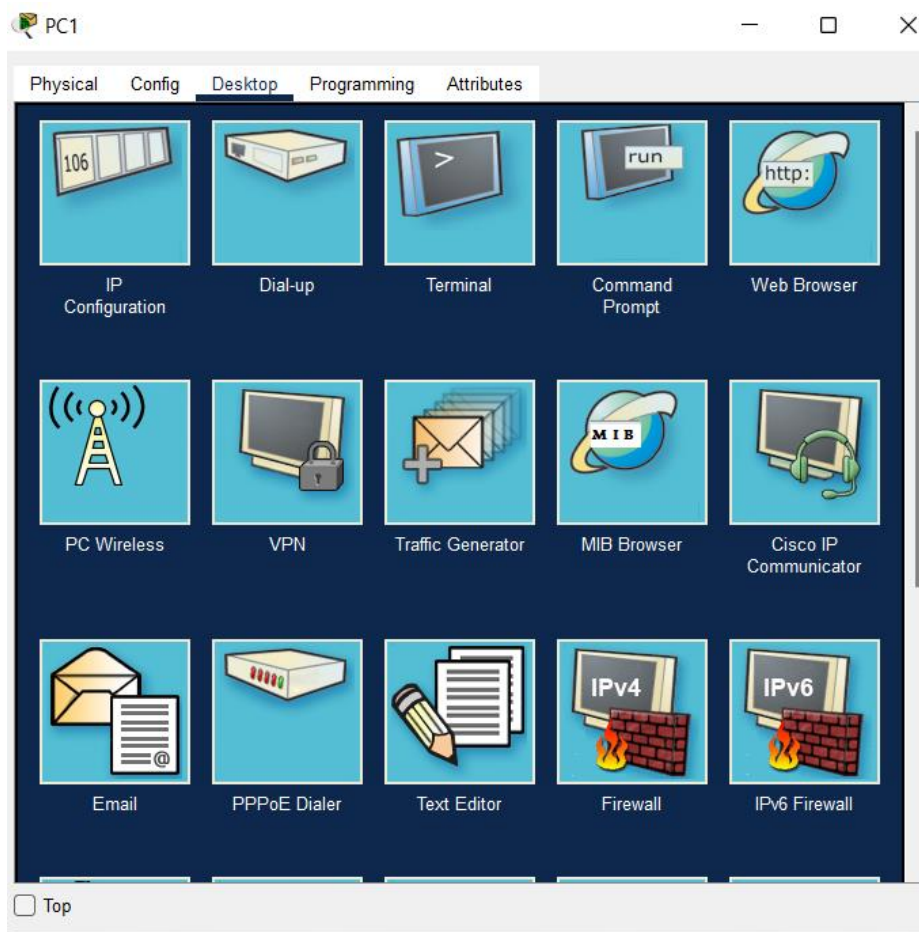 PC1
Physical Config Desktop Programming Attributes
106
>
run
http:
IP
Configuration
Dial-up
Terminal
Command
Prompt
Web Browser
MIB
PC Wireless
VPN
Traffic Generator
MIB Browser
Cisco IP
Communicator
@
IPv4
IPv6
Email
PPPoE Dialer
Text Editor
Firewall
IPv6 Firewall
Top